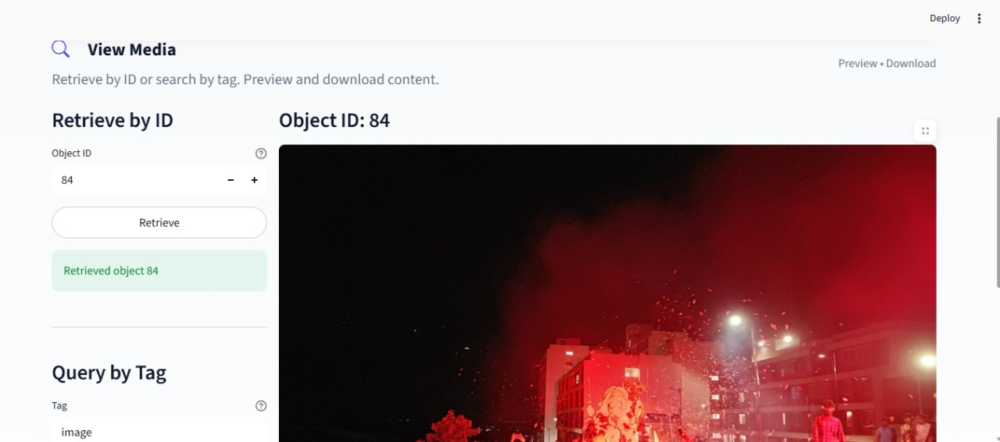 Deploy
View Media
Preview • Download
Retrieve by ID or search by tag. Preview and download content.
Retrieve by ID
Object ID
84
Retrieve
Retrieved object 84
Query by Tag
Tag
image
Object ID: 84